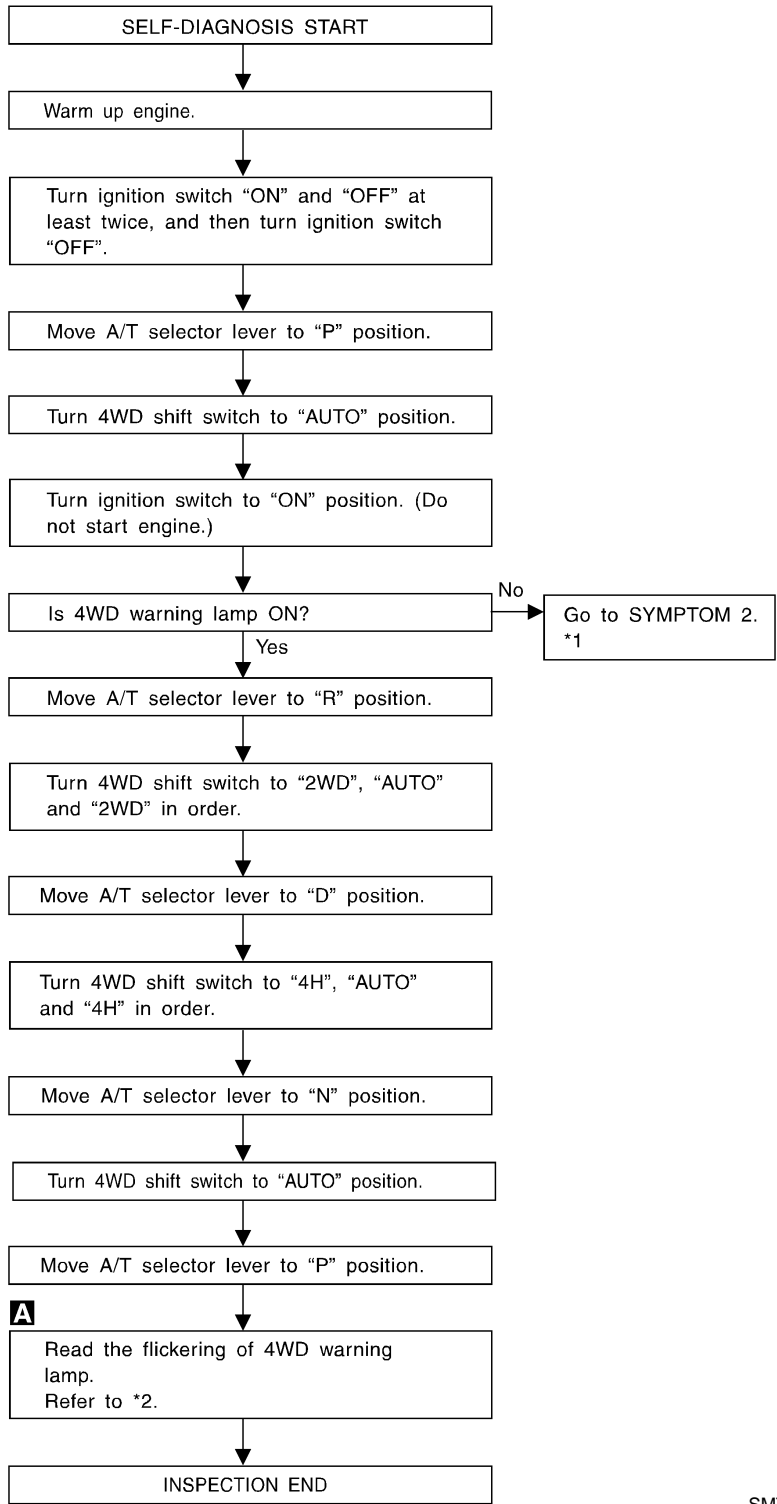 SELF-DIAGNOSIS START
Warm up engine.
Turn ignition switch “ON” and “OFF” at
least twice, and then turn ignition switch
“OFF”.
Move A/T selector lever to “P” position.
Turn 4WD shift switch to “AUTO” position.
Turn ignition switch to “ON” position. (Do
not start engine.)
Is 4WD warning lamp ON?
No
Go to SYMPTOM 2.
*1
Yes
Move A/T selector lever to “R” position.
Turn 4WD shift switch to “2WD”, “AUTO”
and “2WD” in order.
Move A/T selector lever to “D” position.
Turn 4WD shift switch to “4H”, “AUTO”
and “4H” in order.
Move A/T selector lever to “N” position.
Turn 4WD shift switch to “AUTO” position.
Move A/T selector lever to “P” position.
A
Read the flickering of 4WD warning
lamp.
Refer to *2.
INSPECTION END